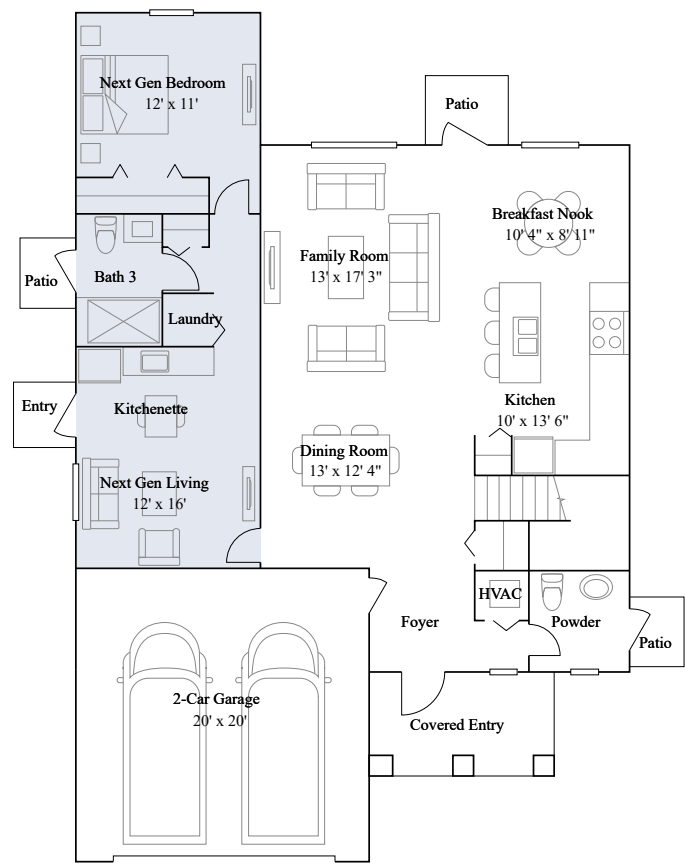 Next Gen Bedroom
12' x 11'
Patio
Breakfast Nook
10' 4" x 8' 11"
Family Room
13' x 17' 3"
Patio
Bath 3
Laundry
Entry
Kitchenette
Kitchen
10' x 13' 6"
Dining Room
13' x 12' 4"
Next Gen Living
12' x 16'
HVAC
Foyer
Powder
Patio
2-Car Garage
20' x 20'
Covered Entry